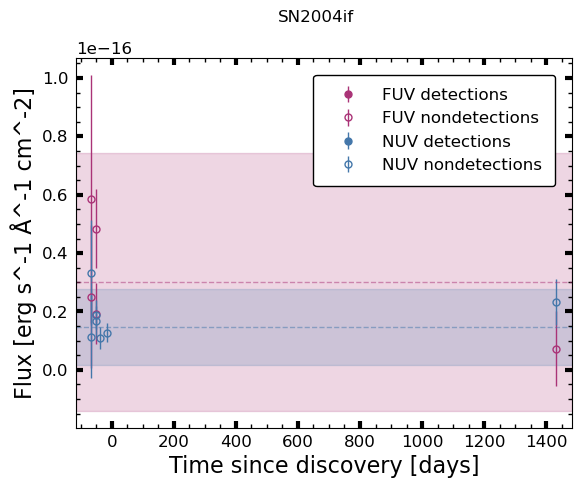 SN2004if
1e−16
Flux [erg s^-1 Å^-1 cm^-2]
1.0
0.8
0.6
0.4
0.2
0.0
FUV detections
FUV nondetections
NUV detections
NUV nondetections
0 200 400 600 800 1000 1200 1400
Time since discovery [days]